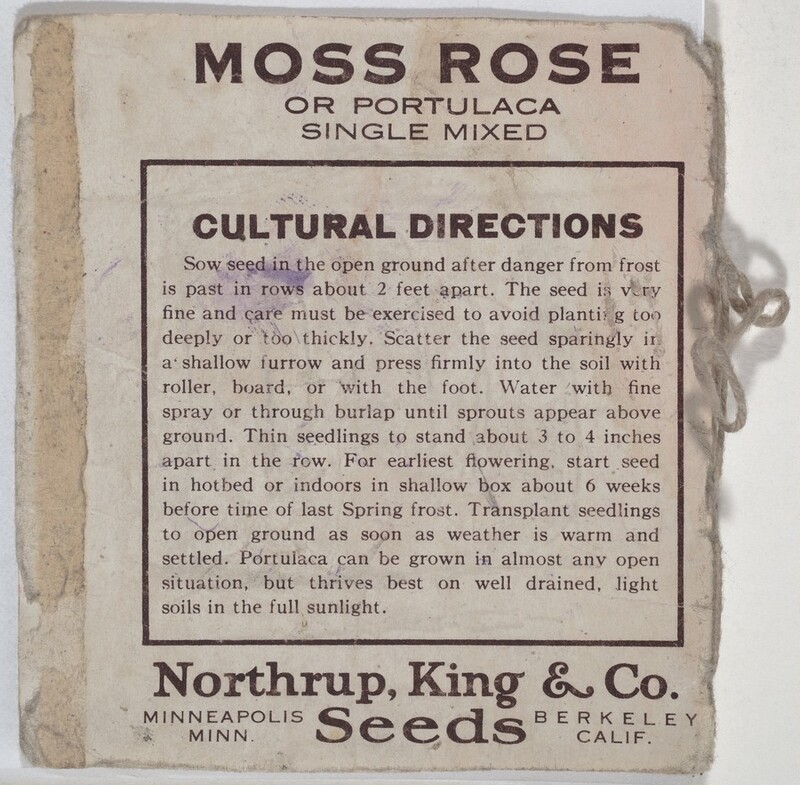 MOSS ROSE
OR PORTULACA
SINGLE MIXED
CULTURAL DIRECTIONS
Sow seed in the open ground after danger from frost
is past in rows about 2 feet apart. The seed is very
fine and care must be exercised to avoid planting too
deeply or too thickly. Scatter the seed sparingly in
a shallow furrow and press firmly into the soil with
roller, board, or with the foot. Water with fine
spray or through burlap until sprouts appear above
ground. Thin seedlings to stand about 3 to 4 inches
apart in the row. For earliest flowering, start seed
in hotbed or indoors in shallow box about 6 weeks
before time of last Spring frost. Transplant seedlings
to open ground as soon as weather is warm and
settled. Portulaca can be grown in almost any open
situation, but thrives best on well drained, light
soils in the full sunlight.
Northrup, King & Co.
MINNEAPOLIS MINN. Seeds BERKELEY CALIF.